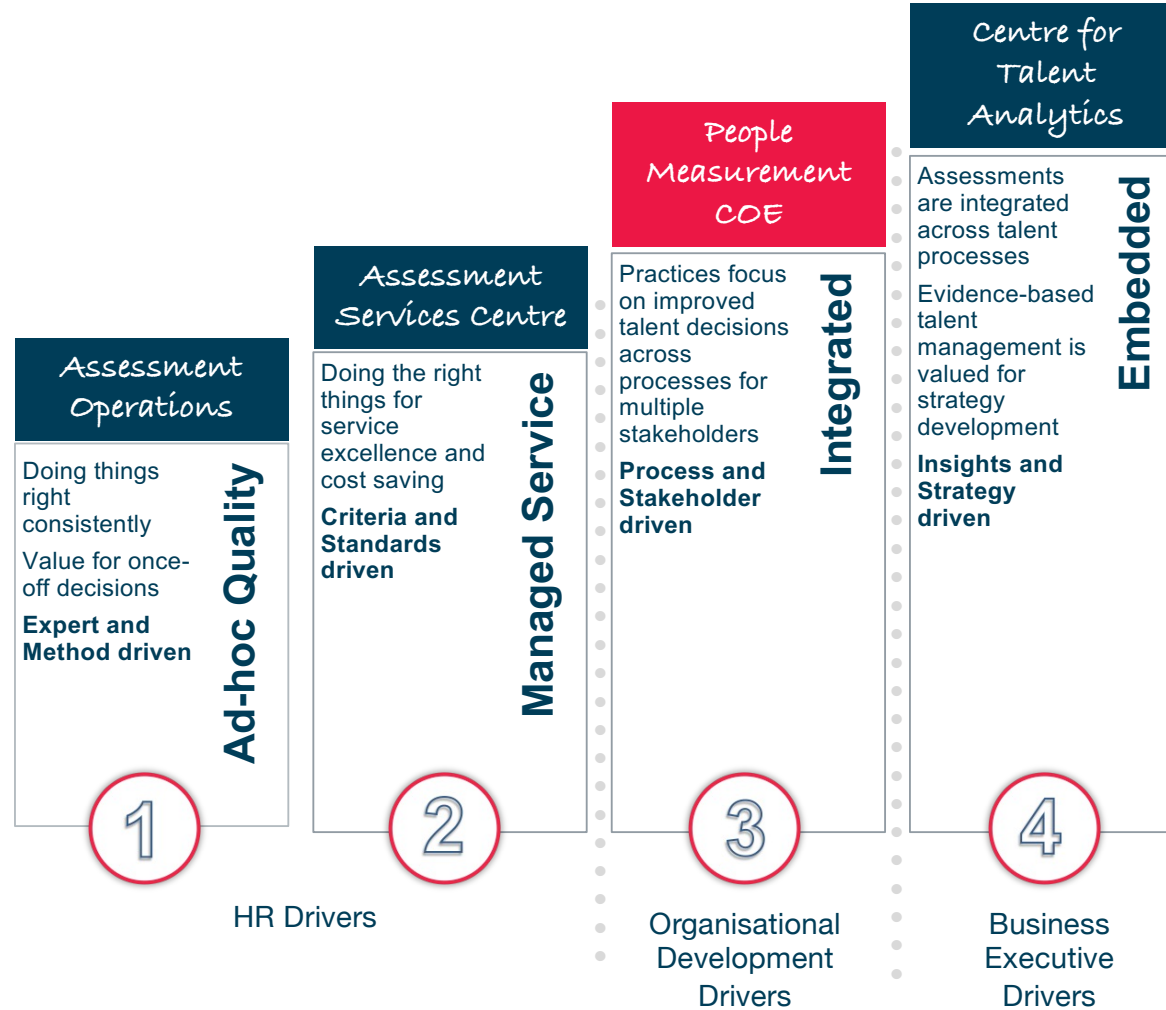 Assessment
Operations
Doing things
right
consistently
Value for once-
off decisions
Expert and
Method driven
Ad-hoc Quality
1
Assessment
Services Centre
Doing the right
things for
service
excellence and
cost saving
Criteria and
Standards
driven
Managed Service
2
HR Drivers
People
Measurement
COE
Practices focus
on improved
talent decisions
across
processes for
multiple
stakeholders
Process and
Stakeholder
driven
Integrated
3
Organisational
Development
Drivers
Centre for
Talent
Analytics
Assessments
are integrated
across talent
processes
Evidence-based
talent
management is
valued for
strategy
development
Insights and
Strategy
driven
Embedded
4
Business
Executive
Drivers